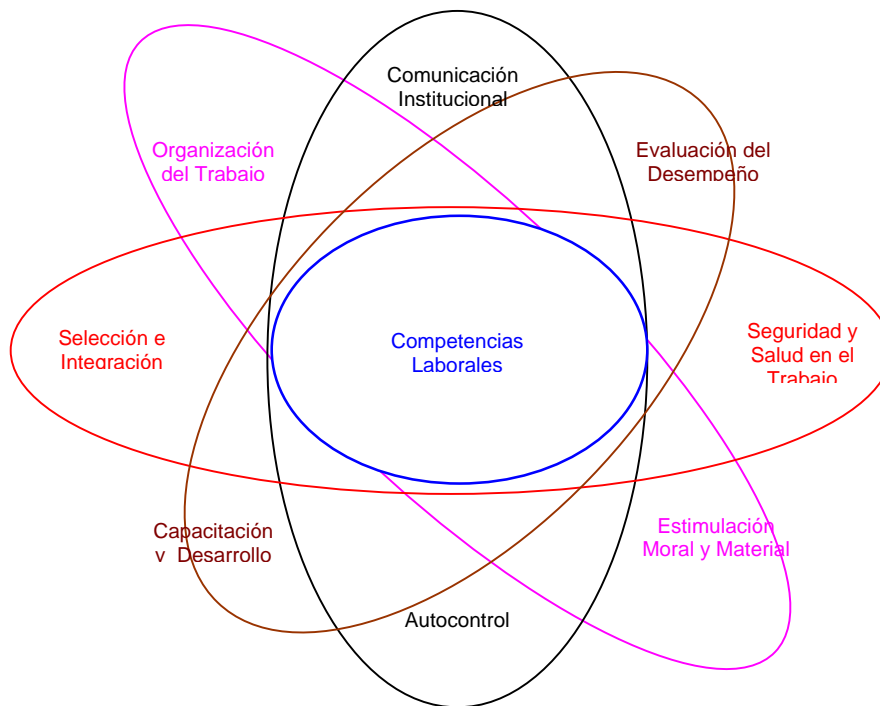 Comunicación
Institucional
Organización
del Trabajo
Evaluación del
Desempeño
Selección e
Integración
Competencias
Laborales
Seguridad y
Salud en el
Trabajo
Capacitación
y Desarrollo
Estimulación
Moral y Material
Autocontrol